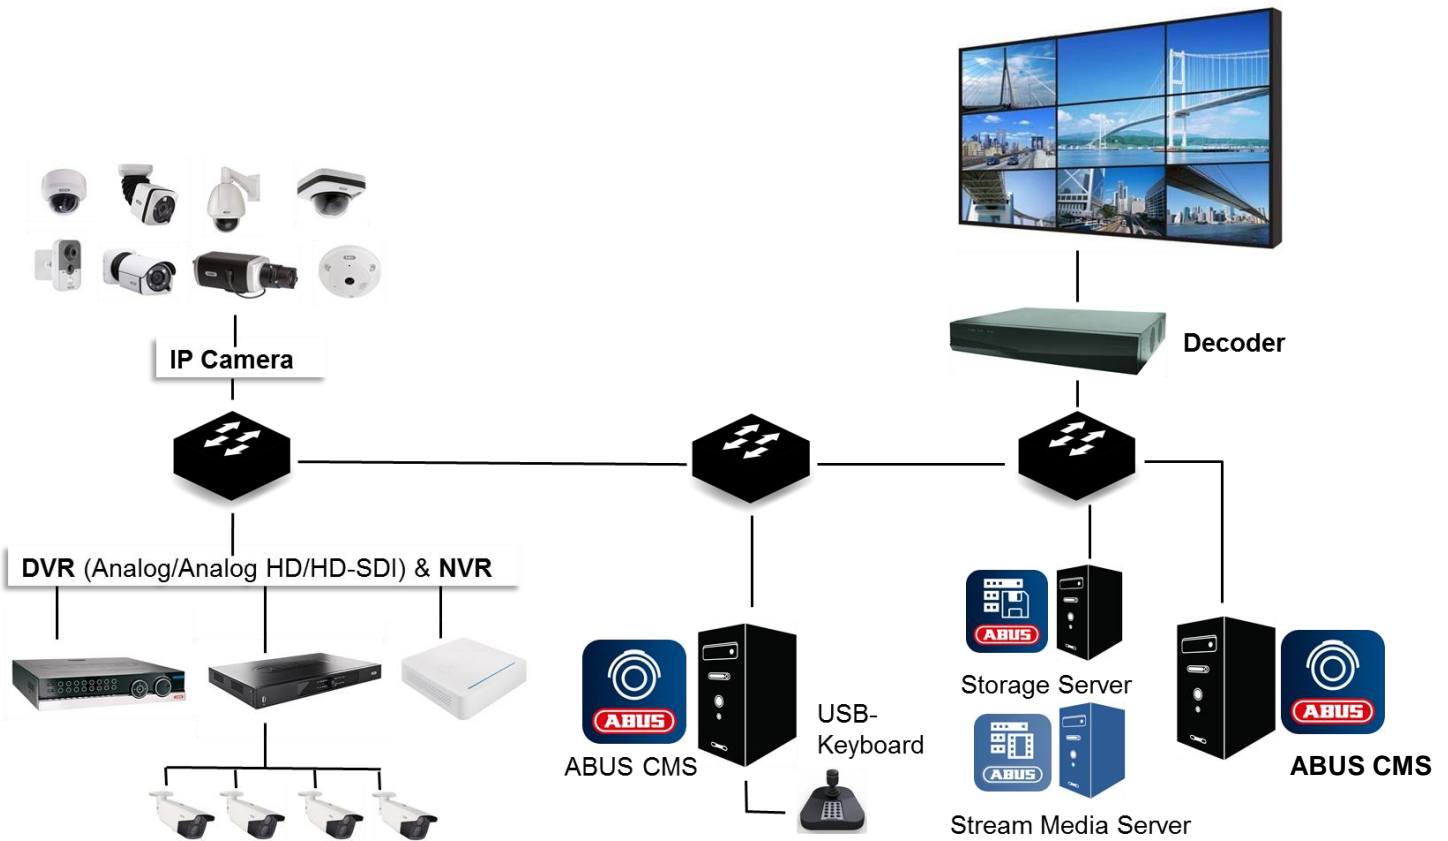 Decoder
IP Camera
DVR (Analog/Analog HD/HD-SDI) & NVR
ABUS
ABUS CMS
USB-
Keyboard
ABUS
Storage Server
ABUS
Stream Media Server
ABUS
ABUS CMS